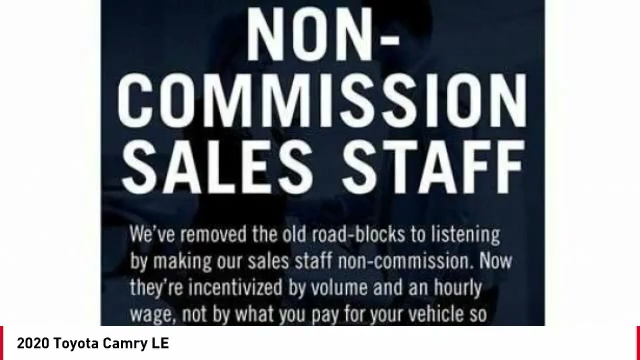 NON-
COMMISSION
SALES STAFF
We've removed the old road-blocks to listening
by making our sales staff non-commission. Now
they're incentivized by volume and an hourly
wage, not by what you pay for your vehicle so
2020 Toyota Camry LE